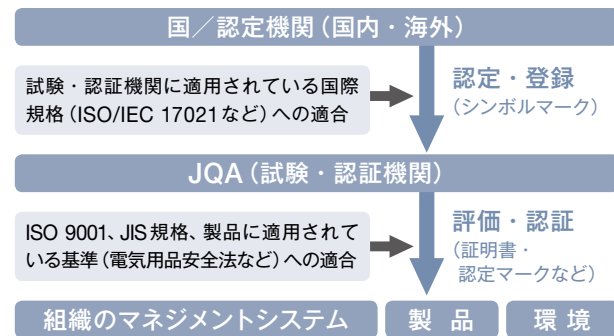 国／認定機関（国内・海外）
試験・認証機関に適用されている国際
規格（ISO/IEC 17021など）への適合
認定・登録
（シンボルマーク）
JQA（試験・認証機関）
ISO 9001、JIS規格、製品に適用されて
いる基準（電気用品安全法など）への適合
評価・認証
（証明書・
認定マークなど）
組織のマネジメントシステム
製 品
環 境